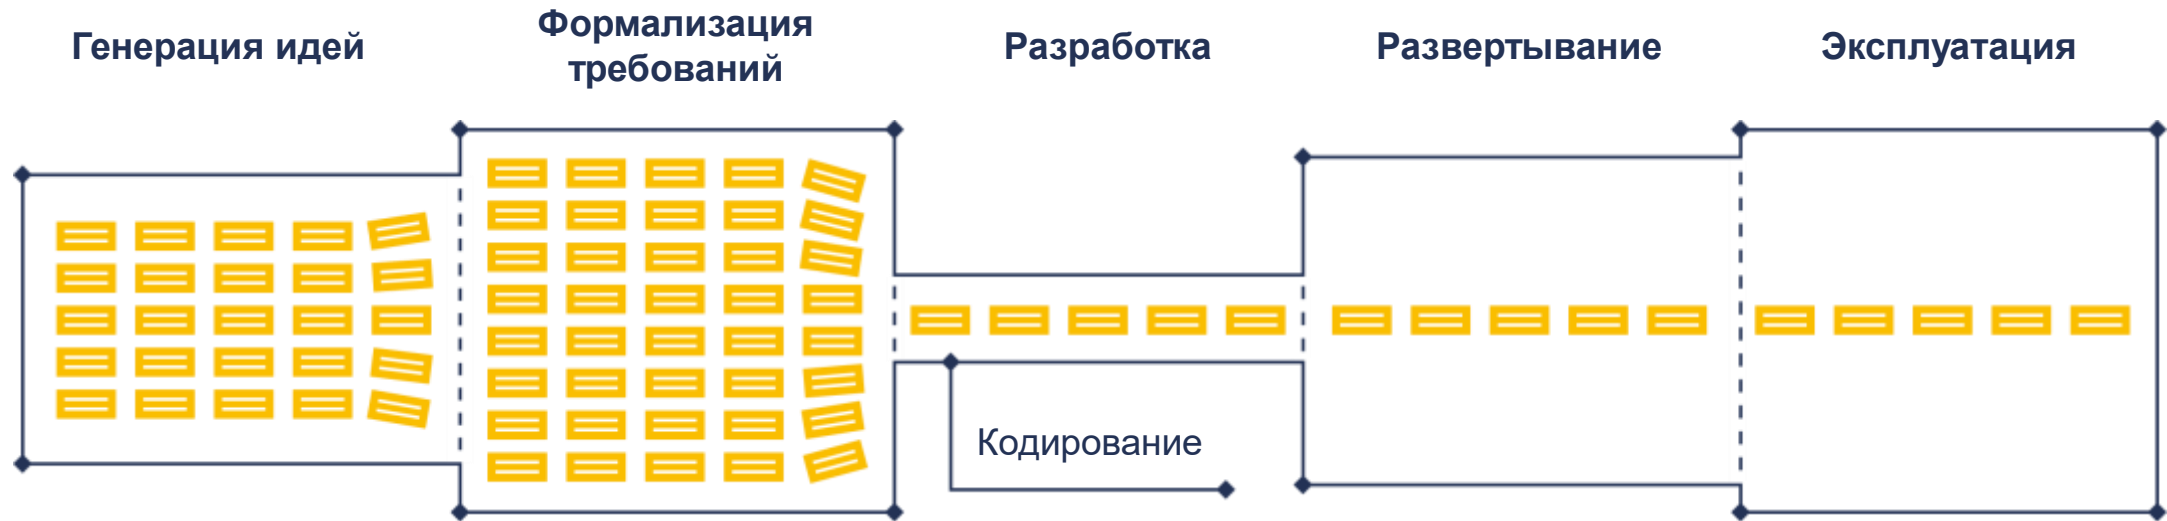 Генерация идей
Формализация
требований
Разработка
Развертывание
Эксплуатация
Кодирование